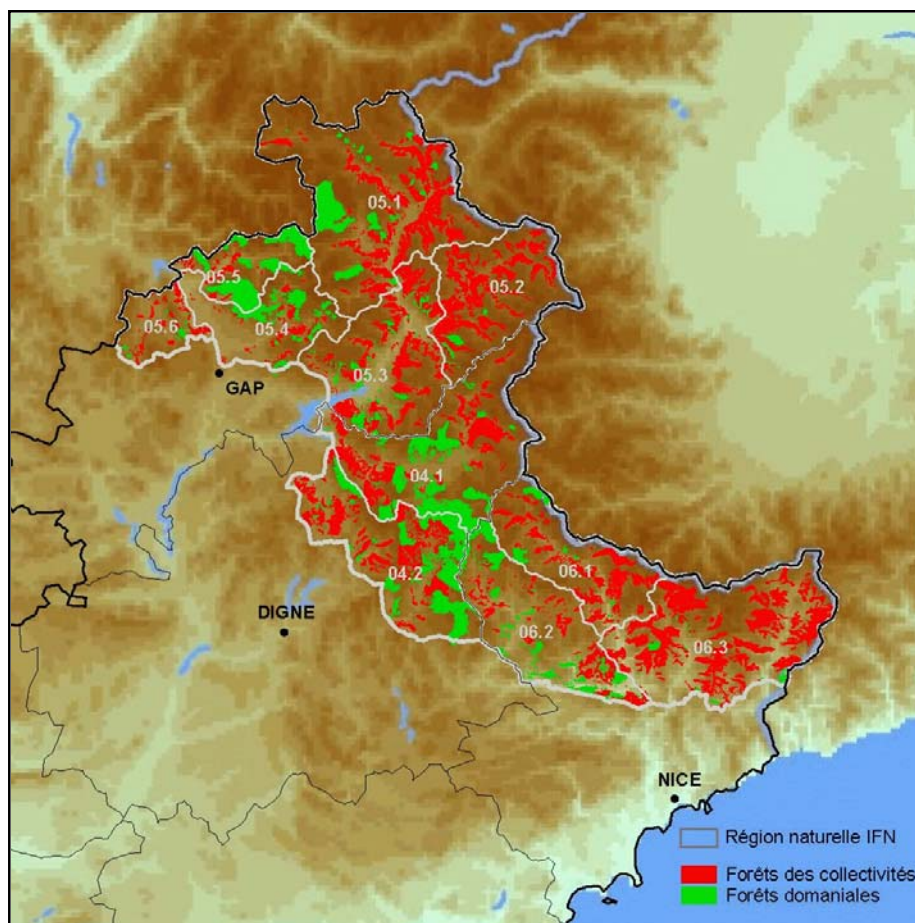 05.1
05.5
05.2
05.6
05.4
05.3
GAP
04.1
04.2
06.1
DIGNE
06.2
06.3
NICE
Région naturelle IFN
Forêts des collectivités
Forêts domaniales